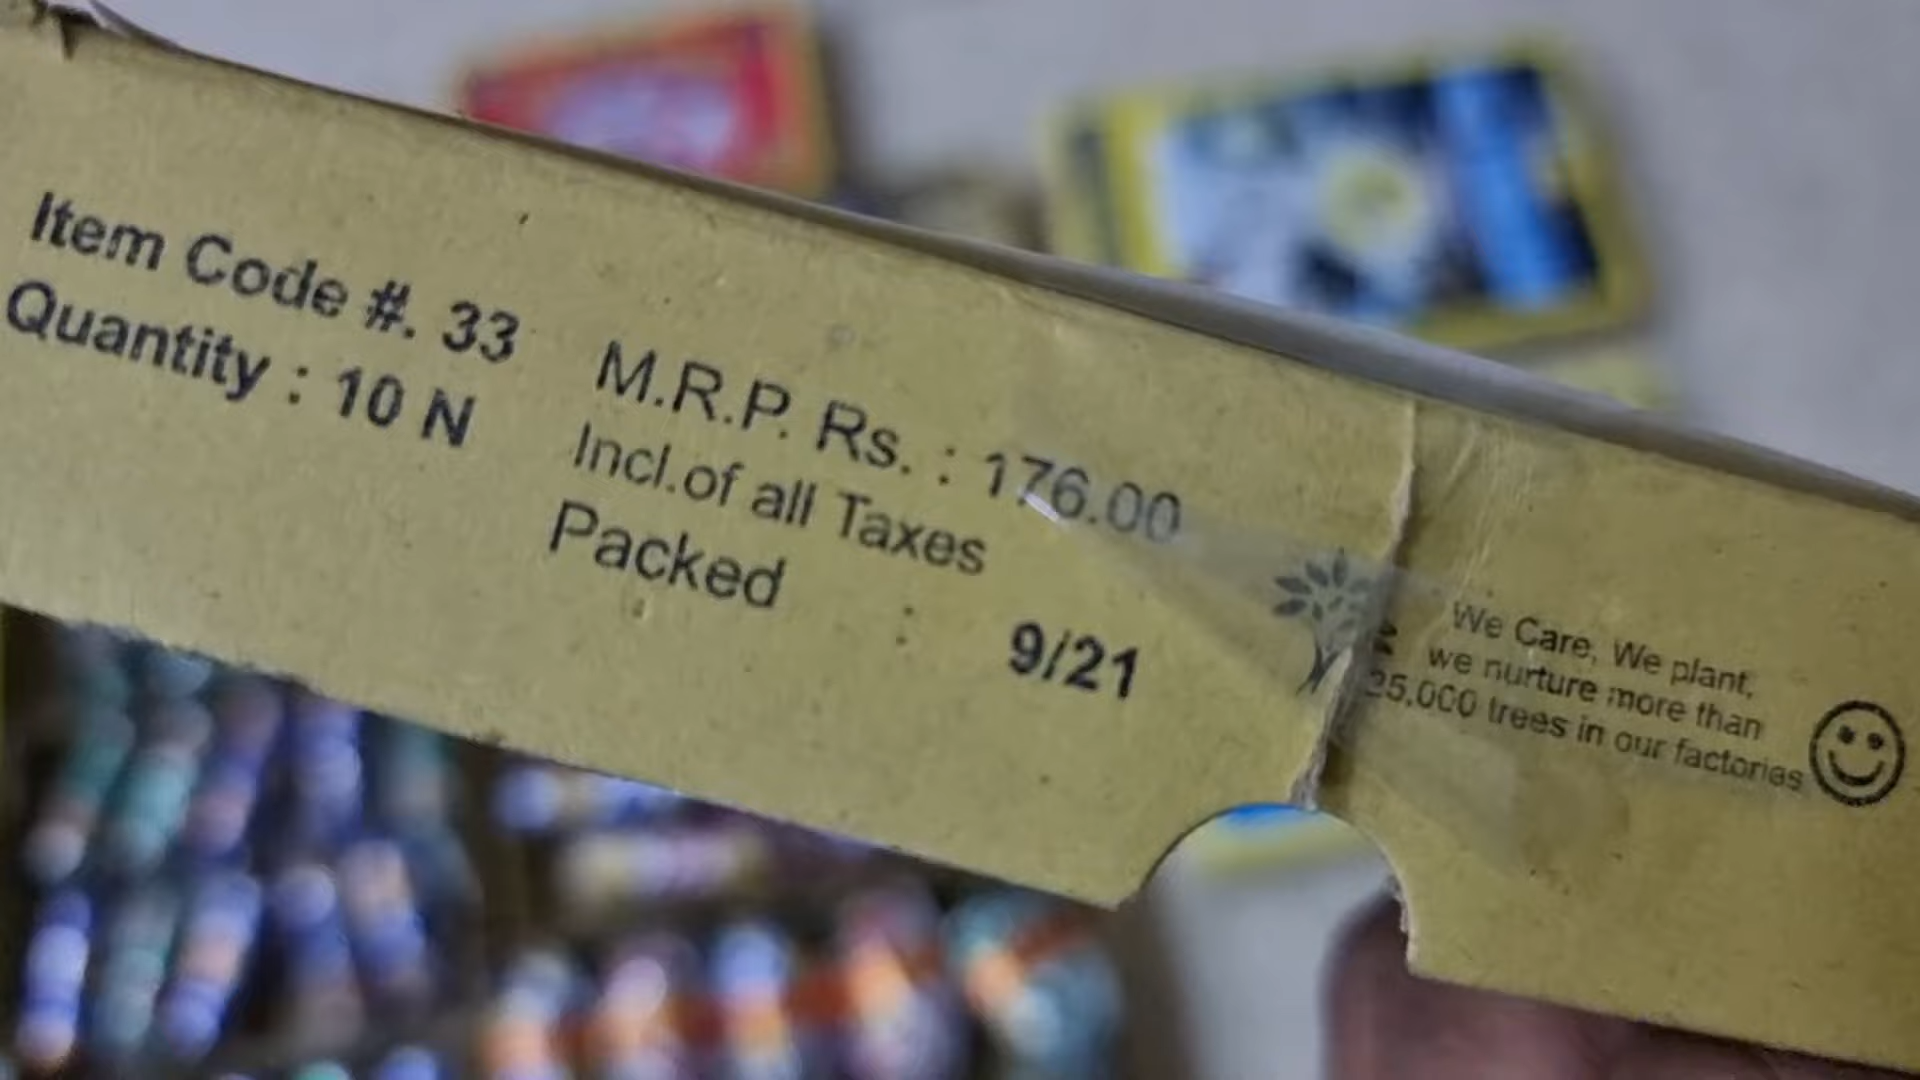 Item Code #. 33
Quantity : 10 N
M.R.P. Rs. : 176.00
Incl.of all Taxes
Packed : 9/21
We Care, We plant,
we nurture more than
25,000 trees in our factories